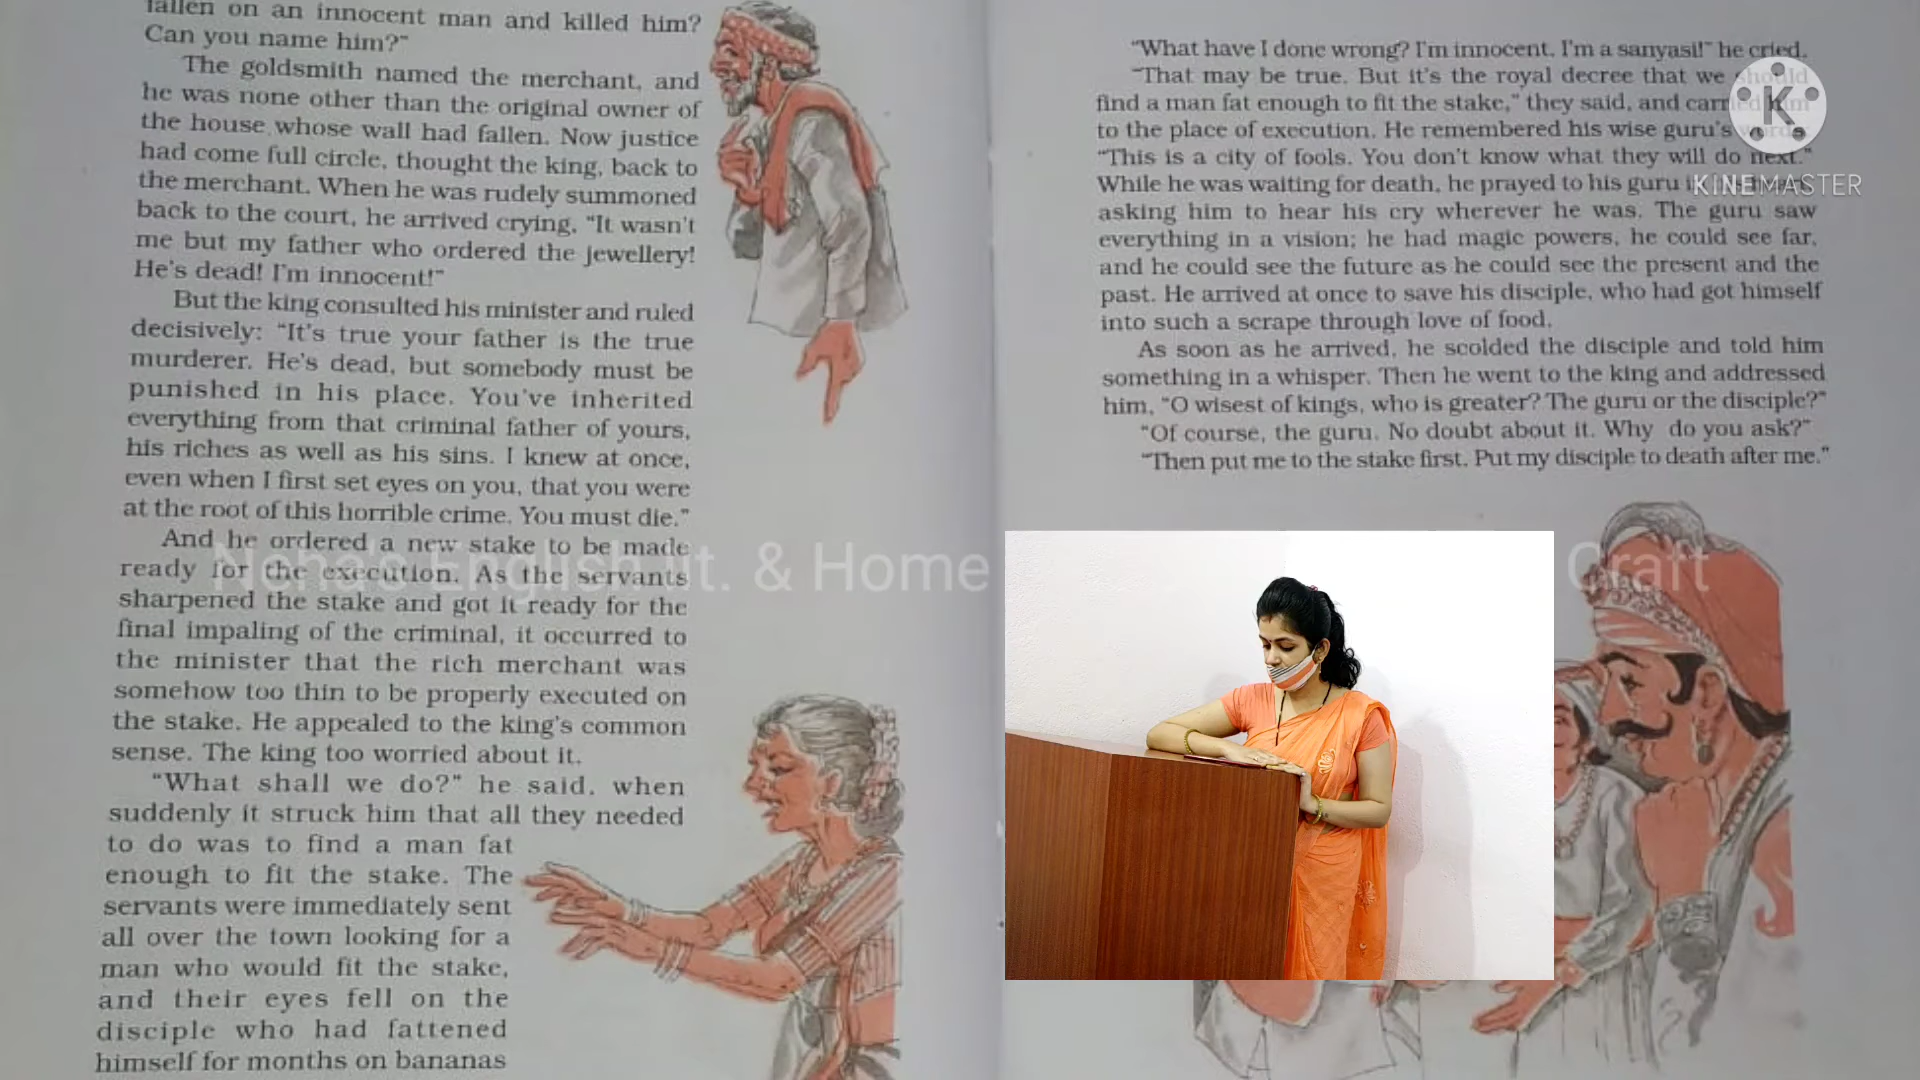 fallen on an innocent man and killed him?
Can you name him?"
The goldsmith named the merchant, and
he was none other than the original owner of
the house whose wall had fallen. Now justice
had come full circle, thought the king, back to
the merchant. When he was rudely summoned
back to the court, he arrived crying, "It wasn't
me but my father who ordered the jewellery!
He's dead! I'm innocent!"
But the king consulted his minister and ruled
decisively: "It's true your father is the true
murderer. He's dead, but somebody must be
punished in his place. You've inherited
everything from that criminal father of yours,
his riches as well as his sins. I knew at once,
even when I first set eyes on you, that you were
at the root of this horrible crime. You must die."
And he ordered a new stake to be made
ready for the execution. As the servants
sharpened the stake and got it ready for the
final impaling of the criminal, it occurred to
the minister that the rich merchant was
somehow too thin to be properly executed on
the stake. He appealed to the king's common
sense. The king too worried about it.
"What shall we do?" he said, when
suddenly it struck him that all they needed
to do was to find a man fat
enough to fit the stake. The
servants were immediately sent
all over the town looking for a
man who would fit the stake,
and their eyes fell on the
disciple who had fattened
himself for months on bananas
"What have I done wrong? I'm innocent. I'm a sanyasi!" he cried.
"That may be true. But it's the royal decree that we should
find a man fat enough to fit the stake," they said, and carried him
to the place of execution. He remembered his wise guru's words:
"This is a city of fools. You don't know what they will do next."
While he was waiting for death, he prayed to his guru
asking him to hear his cry wherever he was. The guru saw
everything in a vision; he had magic powers, he could see far,
and he could see the future as he could see the present and the
past. He arrived at once to save his disciple, who had got himself
into such a scrape through love of food.
As soon as he arrived, he scolded the disciple and told him
something in a whisper. Then he went to the king and addressed
him, "O wisest of kings, who is greater? The guru or the disciple?"
"Of course, the guru. No doubt about it. Why do you ask?"
"Then put me to the stake first. Put my disciple to death after me."
K
KINEMASTER
Neha's English lit. & Home
Craft